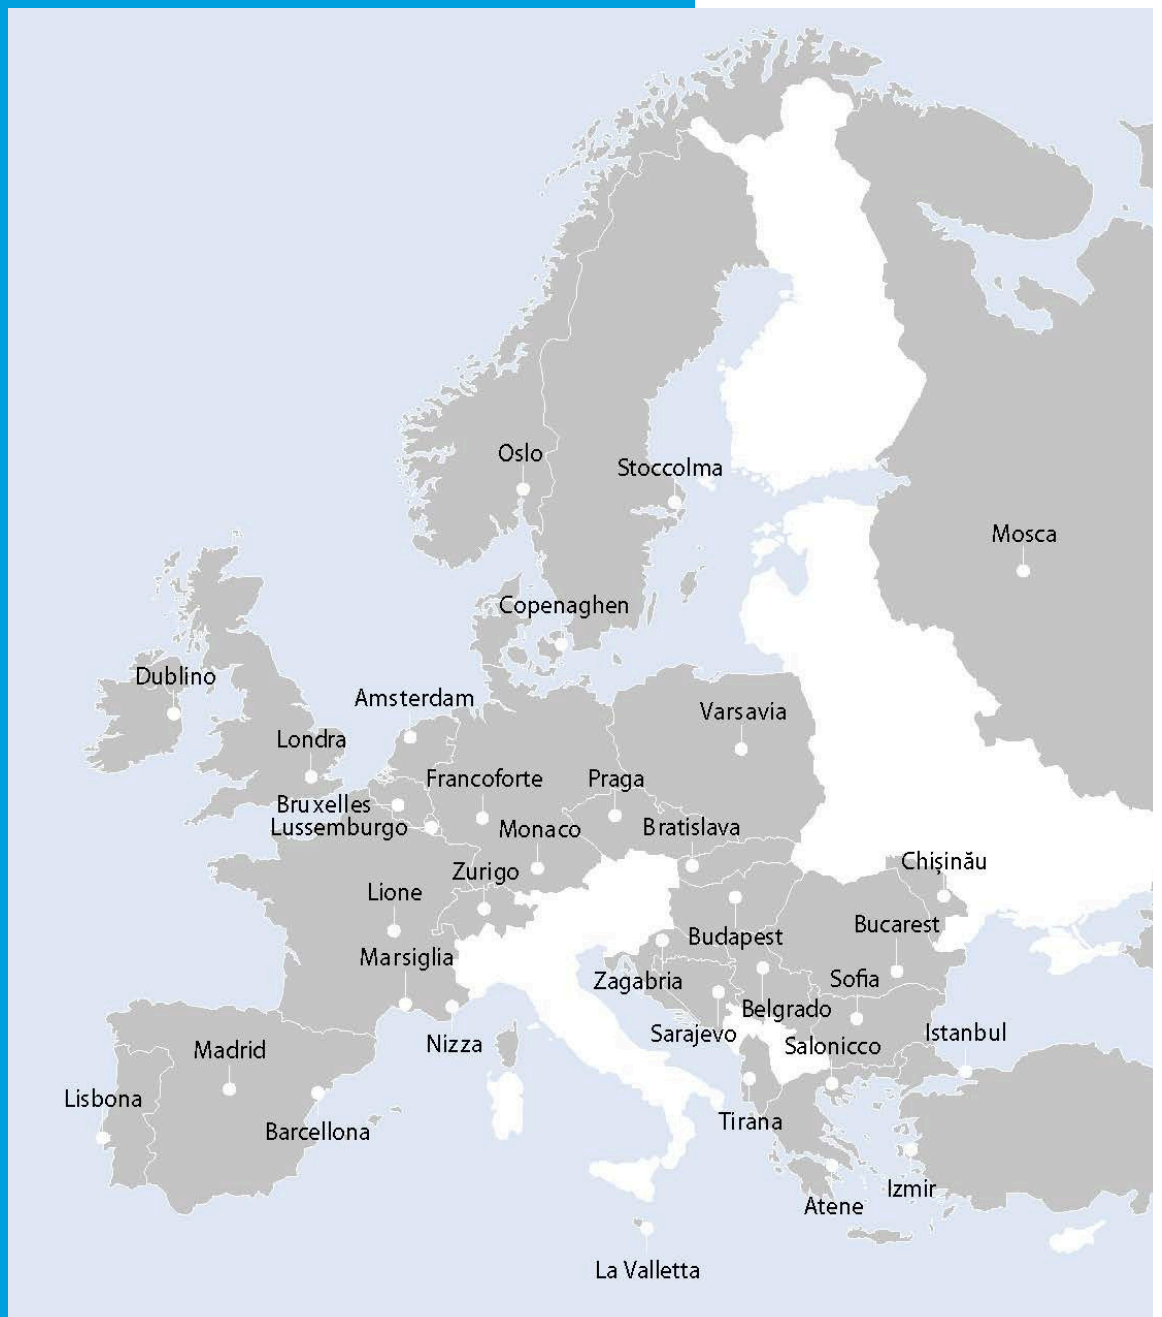 Oslo
Stoccolma
Mosca
Copenaghen
Dublino
Amsterdam
Varsavia
Londra
Francoforte
Praga
Bruxelles
Lussemburgo
Monaco
Bratislava
Chișinău
Zurigo
Lione
Bucarest
Budapest
Marsiglia
Zagabria
Sofia
Belgrado
Sarajevo
Istanbul
Nizza
Salonicco
Madrid
Lisbona
Tirana
Barcellona
Izmir
Atene
La Valletta